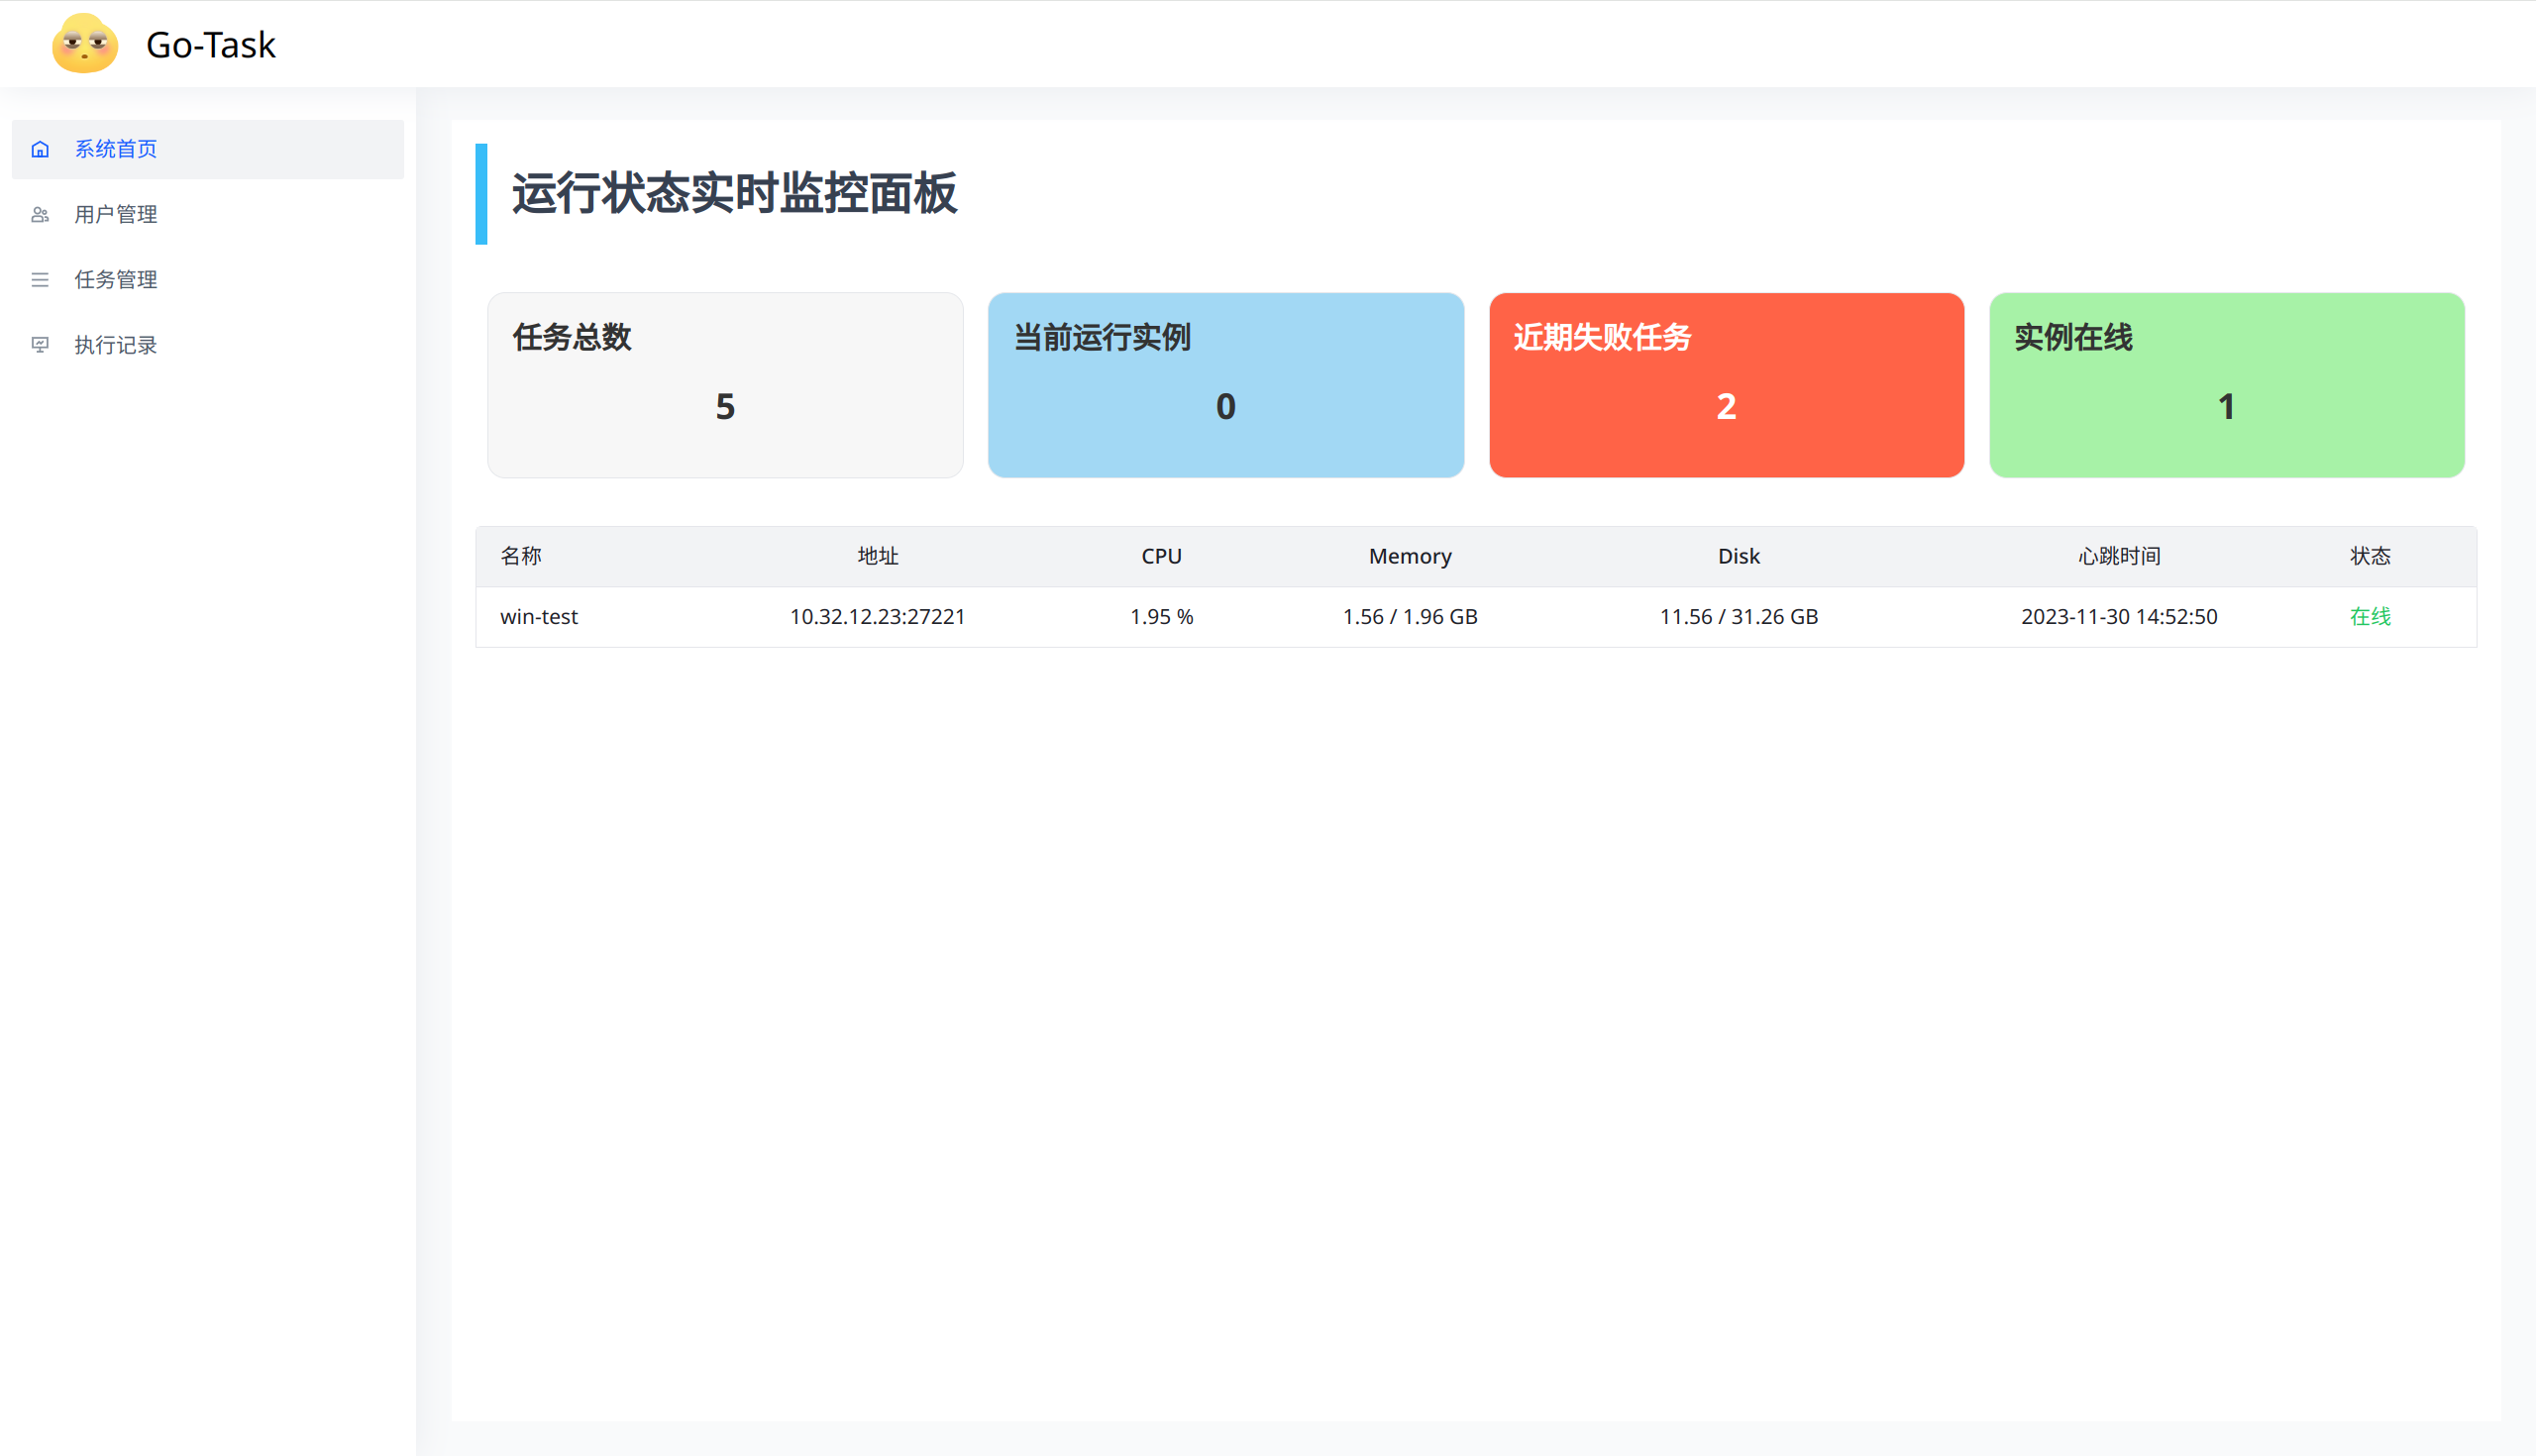 Go-Task
系统首页
用户管理
任务管理
执行记录
运行状态实时监控面板
任务总数
5
当前运行实例
0
近期失败任务
2
实例在线
1
名称 地址 CPU Memory Disk 心跳时间 状态
win-test 10.32.12.23:27221 1.95 % 1.56 / 1.96 GB 11.56 / 31.26 GB 2023-11-30 14:52:50 在线